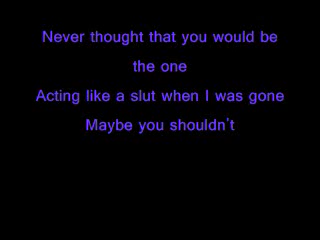 Never thought that you would be
the one
Acting like a slut when I was gone
Maybe you shouldn't